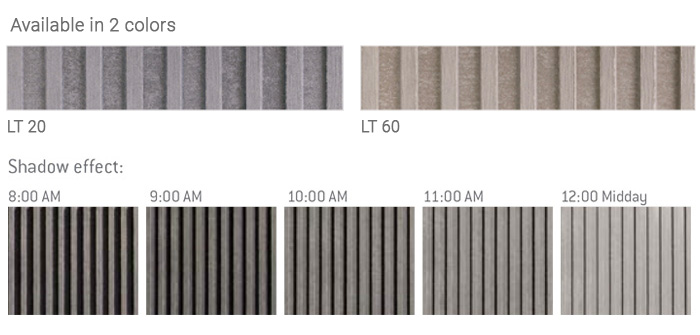 Available in 2 colors
LT 20
LT 60
Shadow effect:
8:00 AM
9:00 AM
10:00 AM
11:00 AM
12:00 Midday